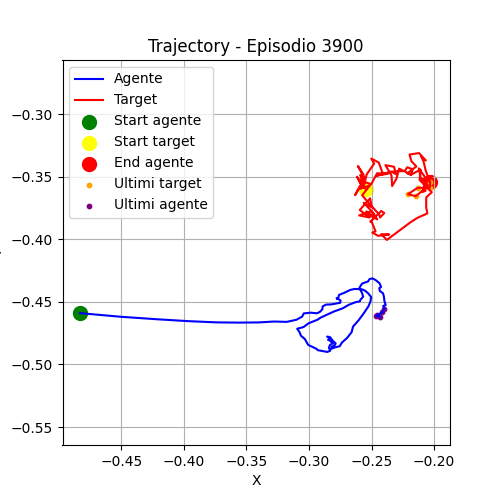 Trajectory - Episodio 3900
Agente
Target
Start agente
Start target
End agente
Ultimi target
Ultimi agente
−0.30
−0.35
−0.40
−0.45
−0.50
−0.55
−0.45
−0.40
−0.35
−0.30
−0.25
−0.20
X